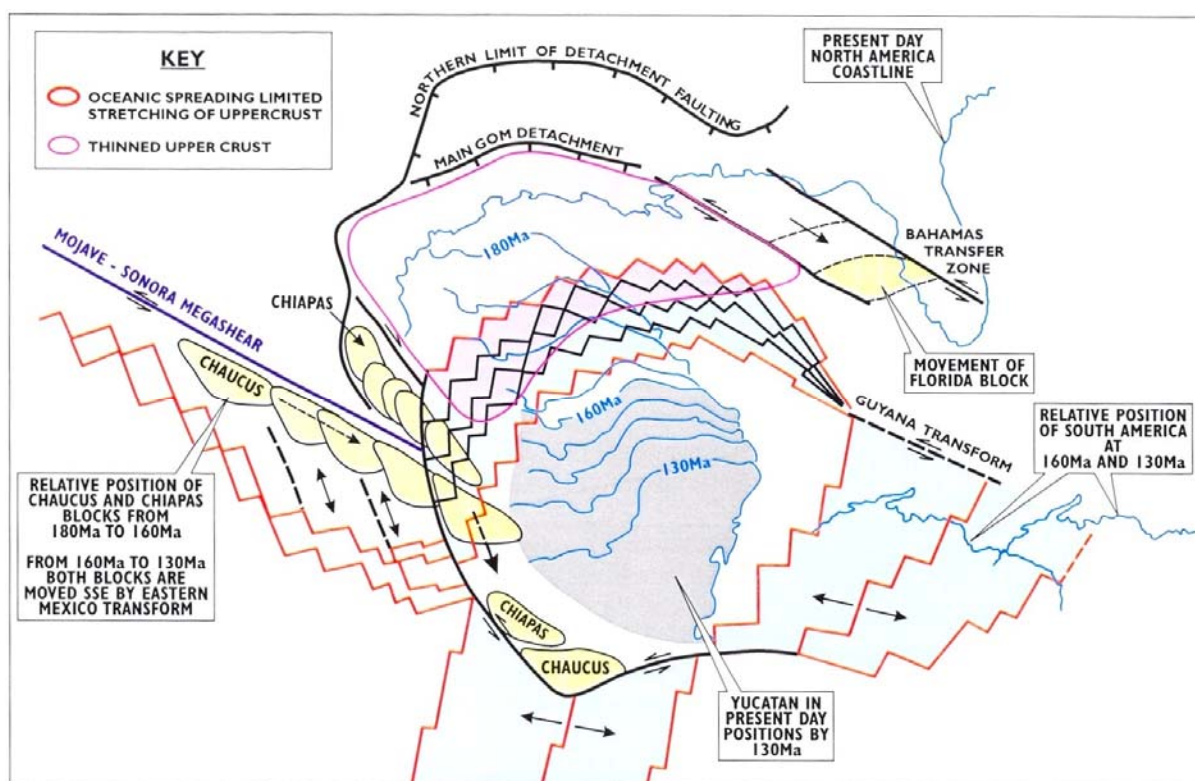 KEY
OCEANIC SPREADING LIMITED
STRETCHING OF UPPERCRUST
THINNED UPPER CRUST
NORTHERN LIMIT OF DETACHMENT FAULTING
MAIN GOM DETACHMENT
PRESENT DAY
NORTH AMERICA
COASTLINE
BAHAMAS
TRANSFER
ZONE
MOJAVE - SONORA MEGASHEAR
180Ma
CHIAPAS
CHAUCUS
MOVEMENT OF
FLORIDA BLOCK
160Ma
GUYANA TRANSFORM
RELATIVE POSITION
OF SOUTH AMERICA
AT
160Ma AND 130Ma
130Ma
RELATIVE POSITION OF
CHAUCUS AND CHIAPAS
BLOCKS FROM
180Ma TO 160Ma
FROM 160Ma TO 130Ma
BOTH BLOCKS ARE
MOVED SSE BY EASTERN
MEXICO TRANSFORM
CHIAPAS
CHAUCUS
YUCATAN IN
PRESENT DAY
POSITIONS BY
130Ma